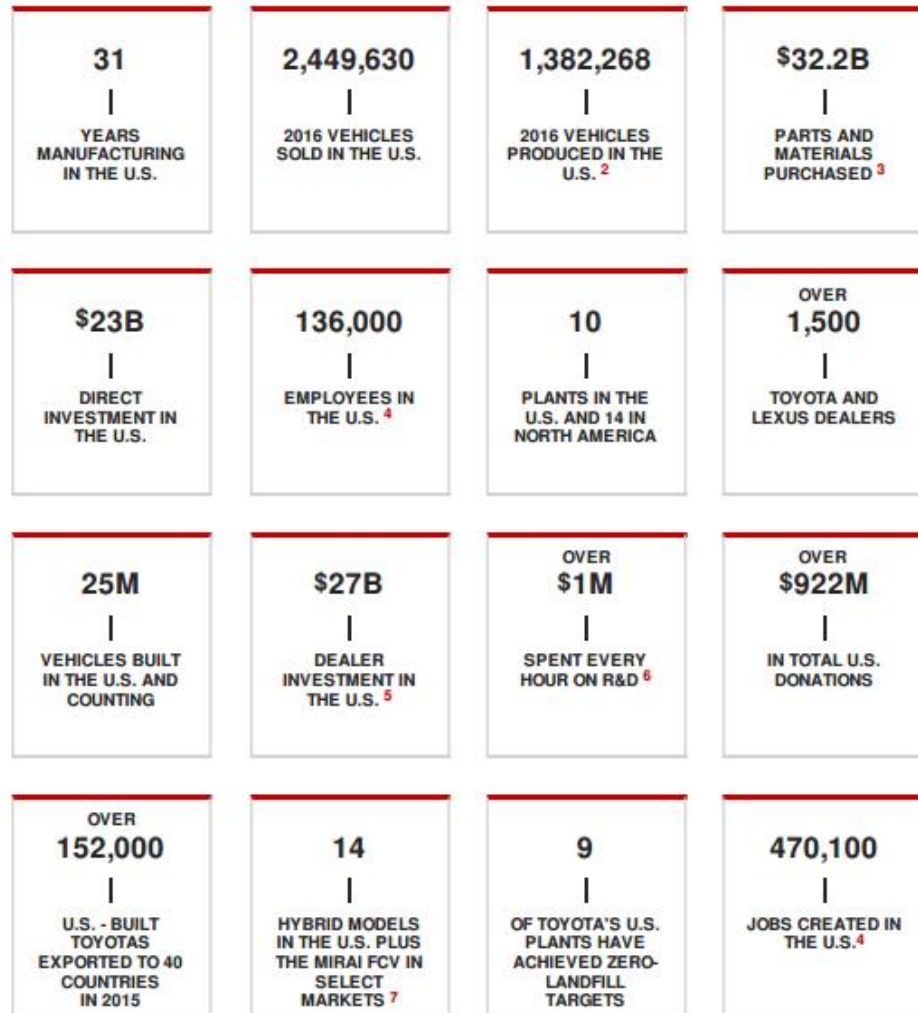 31
YEARS
MANUFACTURING
IN THE U.S.
2,449,630
2016 VEHICLES
SOLD IN THE U.S.
1,382,268
2016 VEHICLES
PRODUCED IN THE
U.S. 2
$32.2B
PARTS AND
MATERIALS
PURCHASED 3
$23B
DIRECT
INVESTMENT IN
THE U.S.
136,000
EMPLOYEES IN
THE U.S. 4
10
PLANTS IN THE
U.S. AND 14 IN
NORTH AMERICA
OVER
1,500
TOYOTA AND
LEXUS DEALERS
25M
VEHICLES BUILT
IN THE U.S. AND
COUNTING
$27B
DEALER
INVESTMENT IN
THE U.S. 5
OVER
$1M
SPENT EVERY
HOUR ON R&D 6
OVER
$922M
IN TOTAL U.S.
DONATIONS
OVER
152,000
U.S. - BUILT
TOYOTAS
EXPORTED TO 40
COUNTRIES
IN 2015
14
HYBRID MODELS
IN THE U.S. PLUS
THE MIRAI FCV IN
SELECT
MARKETS 7
9
OF TOYOTA'S U.S.
PLANTS HAVE
ACHIEVED ZERO-
LANDFILL
TARGETS
470,100
JOBS CREATED IN
THE U.S.4